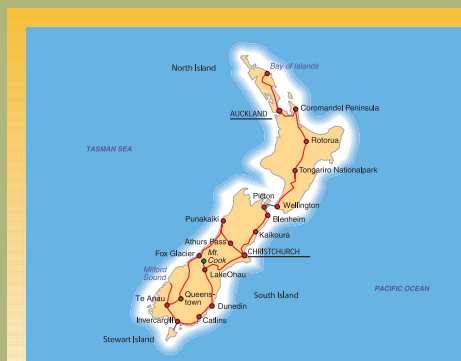 North Island
Bay of Islands
AUCKLAND
Coromandel Peninsula
Rotorua
TASMAN SEA
Tongariro Nationalpark
Picton
Wellington
Punakaiki
Blenheim
Athurs Pass
Kaikoura
Fox Glacier
Mt.
Cook
CHRISTCHURCH
Milford
Sound
LakeOhau
PACIFIC OCEAN
Te Anau
Queens-
town
South Island
Dunedin
Invercargill
Catlins
Stewart Island